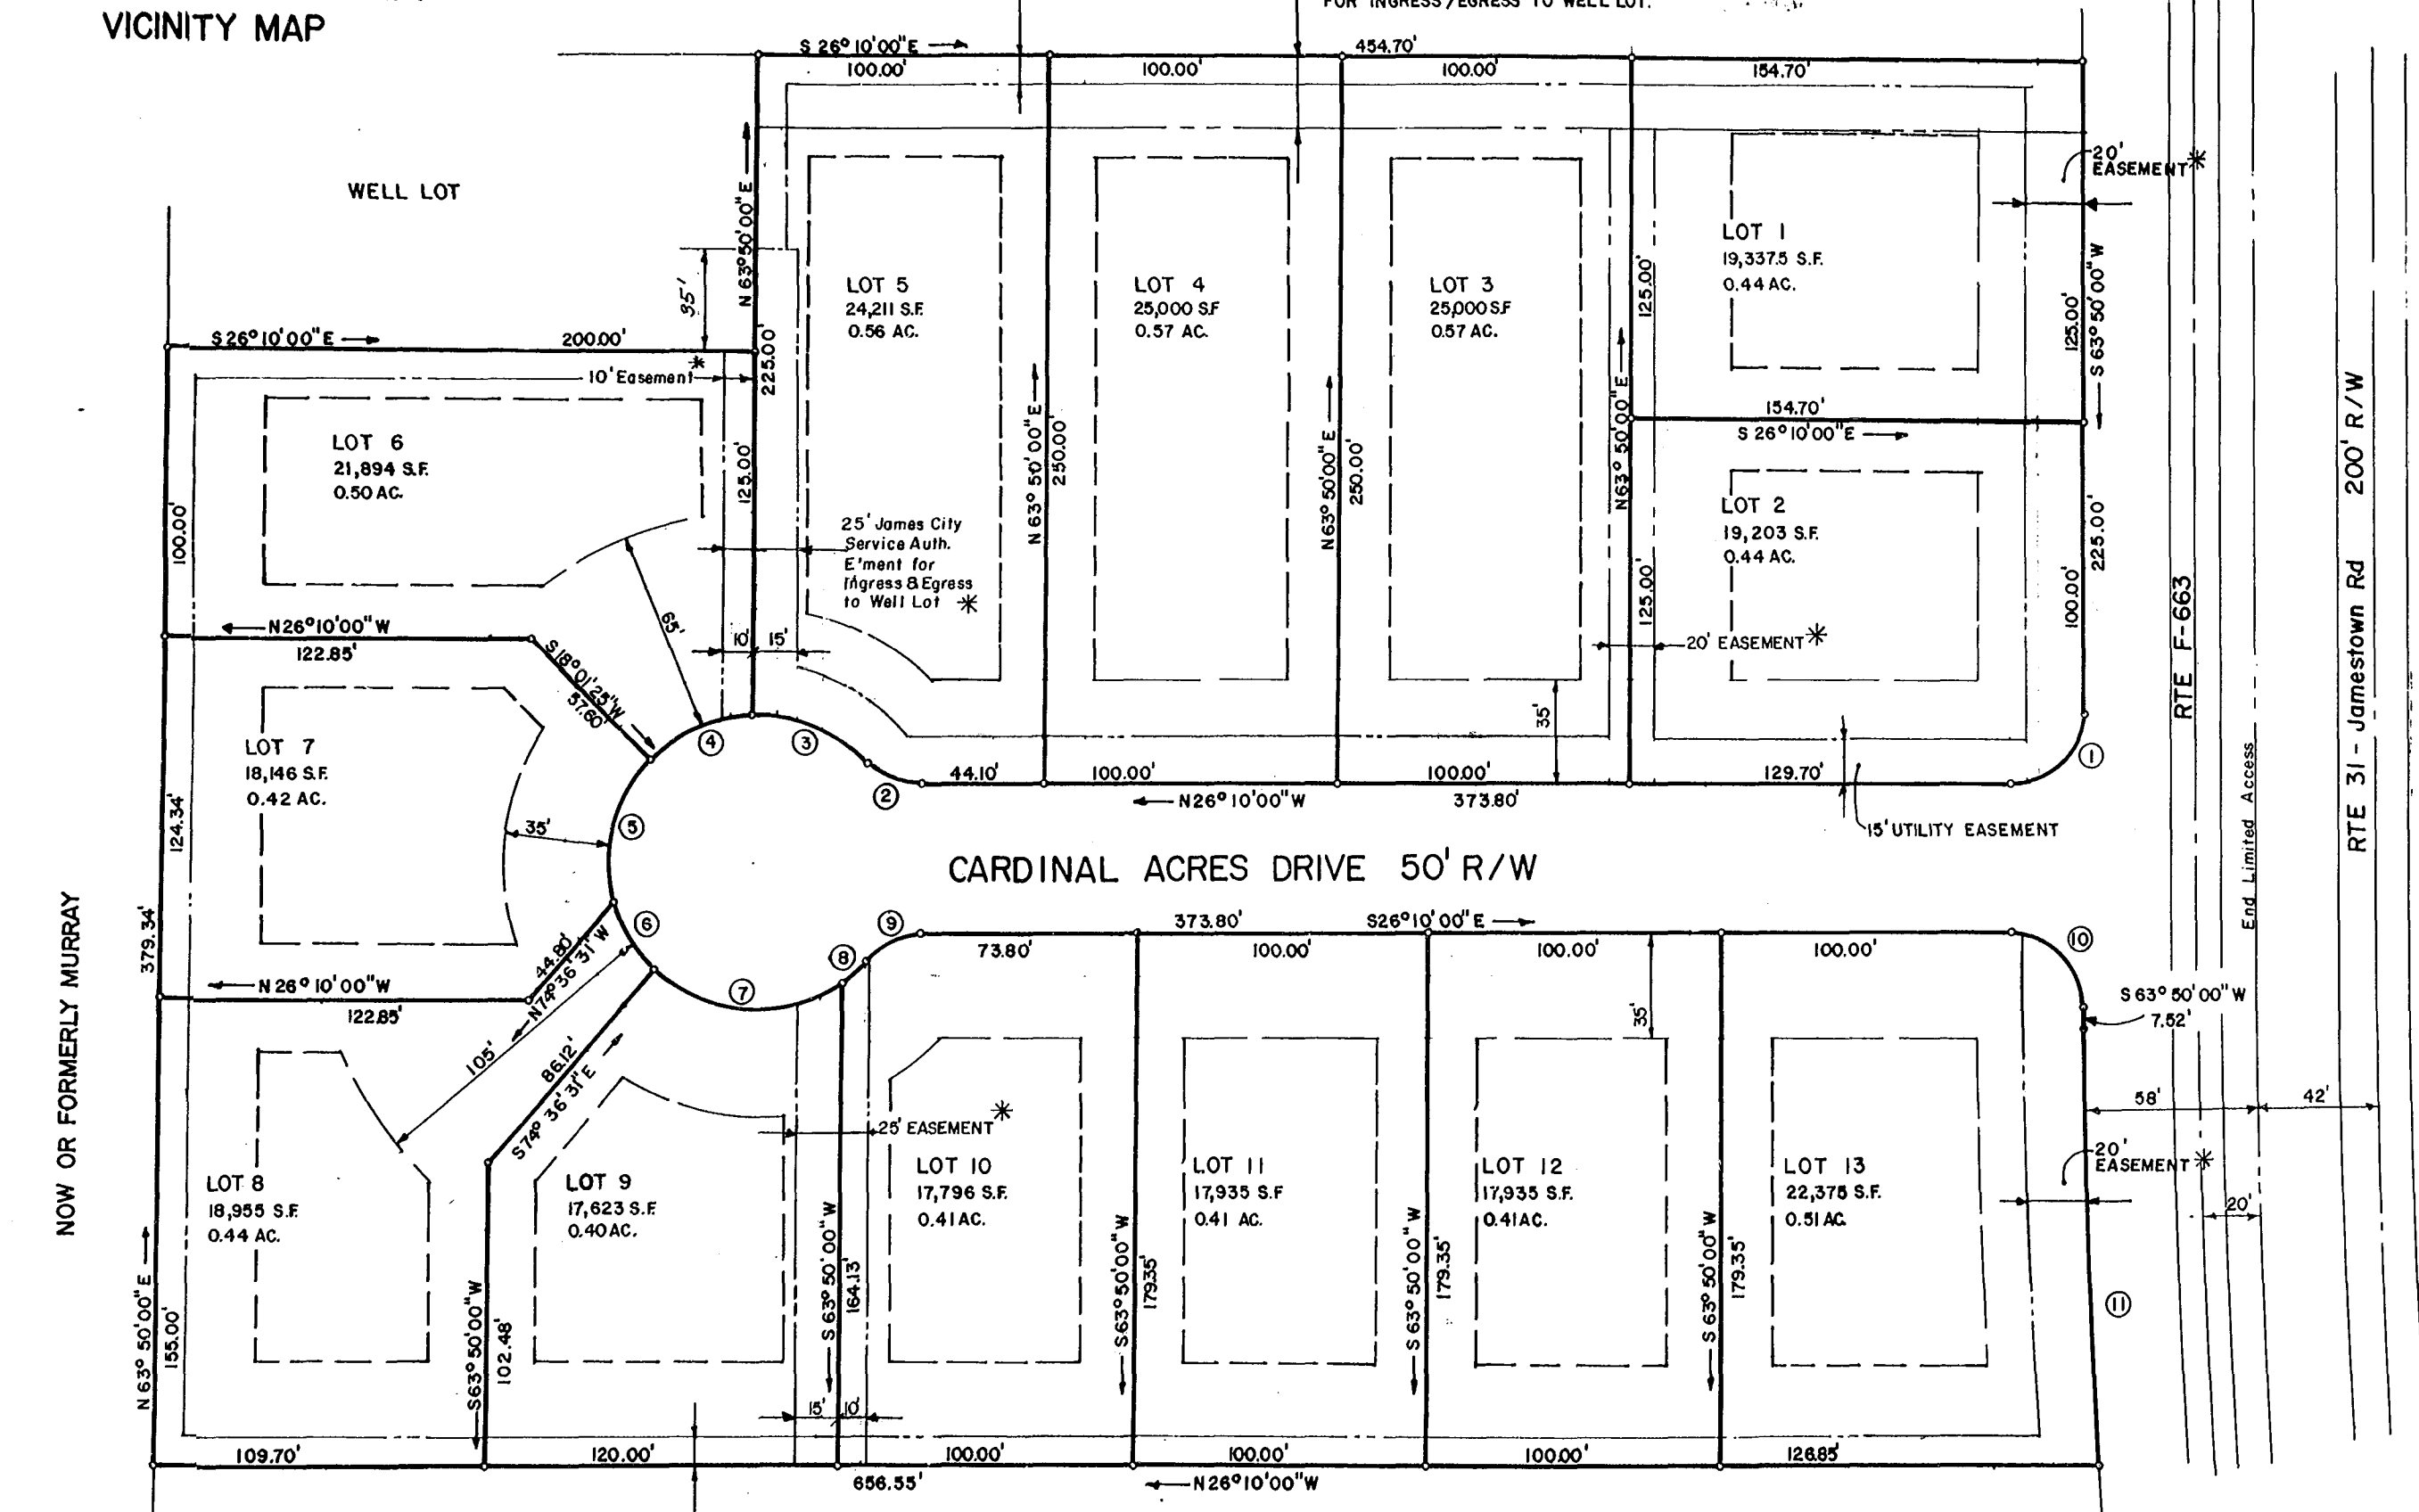 VICINITY MAP
FOR INGRESS/EGRESS TO WELL LOT.
S 26° 10' 00" E
454.70'
100.00'
100.00'
100.00'
154.70'
WELL LOT
N 63° 50' 00" E
35'
225.00'
S 26° 10' 00" E
200.00'
10' Easement *
125.00'
LOT 5
24,211 S.F.
0.56 AC.
LOT 4
25,000 S.F
0.57 AC.
LOT 3
25,000 S.F
0.57 AC.
LOT 1
19,337.5 S.F.
0.44 AC.
20'
EASEMENT *
125.00'
125.00'
S 63° 50' 00" W
154.70'
S 26° 10' 00" E
N 63° 50' 00" E
250.00'
N 63° 50' 00" E
250.00'
N 63° 50' 00" E
125.00'
LOT 2
19,203 S.F.
0.44 AC.
225.00'
100.00'
20' EASEMENT *
LOT 6
21,894 S.F.
0.50 AC.
100.00'
25' James City
Service Auth.
E'ment for
Ingress & Egress
to Well Lot *
65'
10' 15'
N 26° 10' 00" W
122.85'
S 18° 01' 25" W
57.60'
35'
LOT 7
18,146 S.F.
0.42 AC.
124.34'
35'
379.34'
4
3
2
5
6
7
8
9
1
10
11
44.10'
100.00'
100.00'
129.70'
N 26° 10' 00" W
373.80'
15' UTILITY EASEMENT
CARDINAL ACRES DRIVE 50' R/W
373.80'
S 26° 10' 00" E
73.80'
100.00'
100.00'
100.00'
44.80'
N 74° 36' 31" W
N 26° 10' 00" W
122.85'
105'
86.12'
S 74° 36' 31" E
35'
S 63° 50' 00" W
7.52'
58'
42'
20'
EASEMENT *
20'
NOW OR FORMERLY MURRAY
LOT 8
18,955 S.F.
0.44 AC.
LOT 9
17,623 S.F.
0.40 AC.
25' EASEMENT *
LOT 10
17,796 S.F.
0.41 AC.
LOT 11
17,935 S.F
0.41 AC.
LOT 12
17,935 S.F.
0.41 AC.
LOT 13
22,375 S.F.
0.51 AC.
N 63° 50' 00" E
155.00'
S 63° 50' 00" W
102.48'
S 63° 50' 00" W
164.13'
S 63° 50' 00" W
179.35'
S 63° 50' 00" W
179.35'
S 63° 50' 00" W
179.35'
15' 10'
109.70'
120.00'
100.00'
100.00'
100.00'
126.85'
656.55'
N 26° 10' 00" W
RTE F-663
End Limited Access
RTE 31 - Jamestown Rd 200' R/W